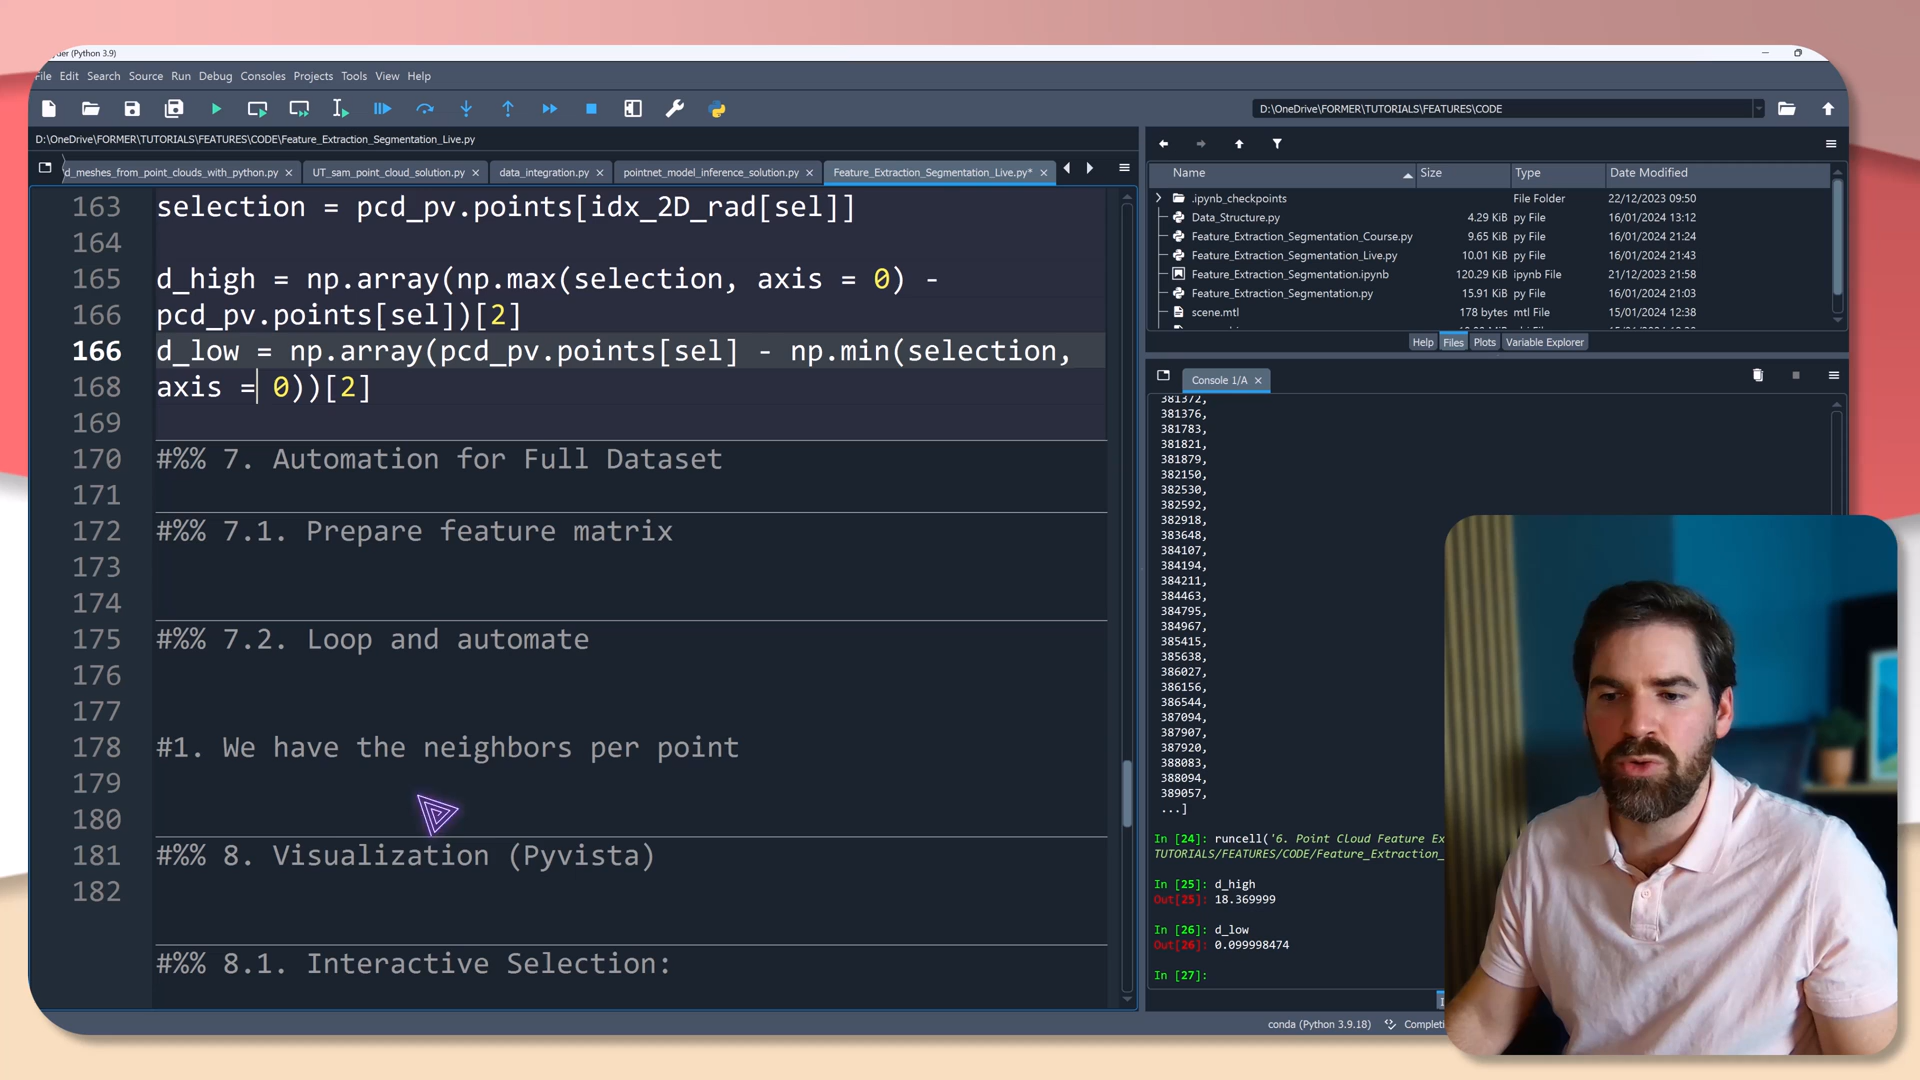 der (Python 3.9)
File Edit Search Source Run Debug Consoles Projects Tools View Help
D:\OneDrive\FORMER\TUTORIALS\FEATURES\CODE
D:\OneDrive\FORMER\TUTORIALS\FEATURES\CODE\Feature_Extraction_Segmentation_Live.py
d_meshes_from_point_clouds_with_python.py
UT_sam_point_cloud_solution.py
data_integration.py
pointnet_model_inference_solution.py
Feature_Extraction_Segmentation_Live.py*
163 selection = pcd_pv.points[idx_2D_rad[sel]]
164
165 d_high = np.array(np.max(selection, axis = 0) -
166 pcd_pv.points[sel])[2]
166 d_low = np.array(pcd_pv.points[sel] - np.min(selection,
168 axis = 0))[2]
169
170 #%% 7. Automation for Full Dataset
171
172 #%% 7.1. Prepare feature matrix
173
174
175 #%% 7.2. Loop and automate
176
177
178 #1. We have the neighbors per point
179
180
181 #%% 8. Visualization (Pyvista)
182
#%% 8.1. Interactive Selection:
Name Size Type Date Modified
.ipynb_checkpoints File Folder 22/12/2023 09:50
Data_Structure.py 4.29 KiB py File 16/01/2024 13:12
Feature_Extraction_Segmentation_Course.py 9.65 KiB py File 16/01/2024 21:24
Feature_Extraction_Segmentation_Live.py 10.01 KiB py File 16/01/2024 21:43
Feature_Extraction_Segmentation.ipynb 120.29 KiB ipynb File 21/12/2023 21:58
Feature_Extraction_Segmentation.py 15.91 KiB py File 16/01/2024 21:03
scene.mtl 178 bytes mtl File 15/01/2024 12:38
Help Files Plots Variable Explorer
Console 1/A
381372,
381376,
381783,
381821,
381879,
382150,
382530,
382592,
382918,
383648,
384107,
384194,
384211,
384463,
384795,
384967,
385415,
385638,
386027,
386156,
386544,
387094,
387907,
387920,
388083,
388094,
389057,
...]
In [24]: runcell('6. Point Cloud Feature Ex
TUTORIALS/FEATURES/CODE/Feature_Extraction_
In [25]: d_high
Out[25]: 18.369999
In [26]: d_low
Out[26]: 0.099998474
In [27]:
conda (Python 3.9.18) Completi